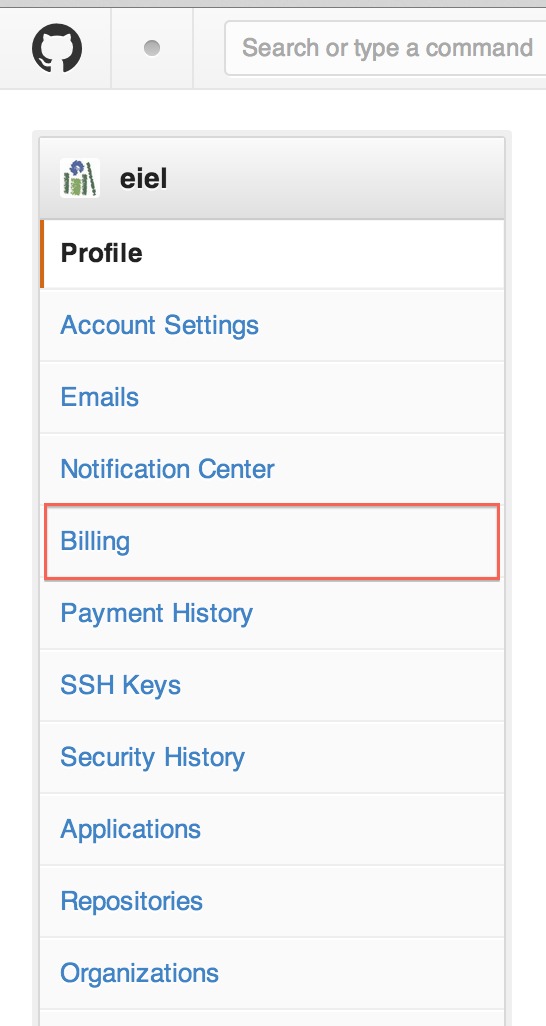 Search or type a command
eiel
Profile
Account Settings
Emails
Notification Center
Billing
Payment History
SSH Keys
Security History
Applications
Repositories
Organizations